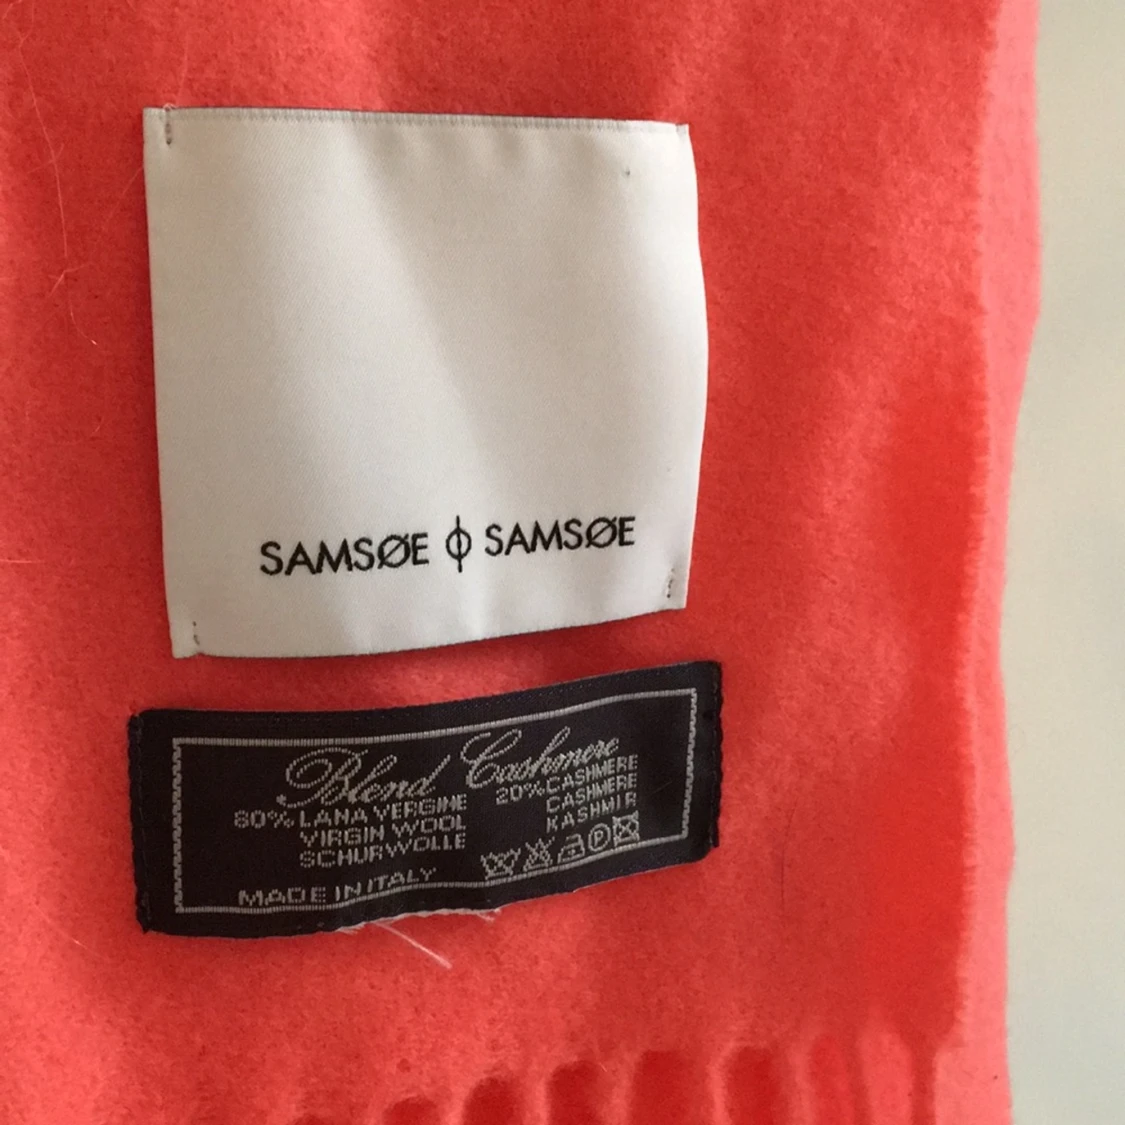 SAMSØE ϕ SAMSØE
Blend Cashmere
80% LANA VERGINE
VIRGIN WOOL
SCHURWOLLE
20% CASHMERE
CASHMERE
KASHMIR
MADE IN ITALY